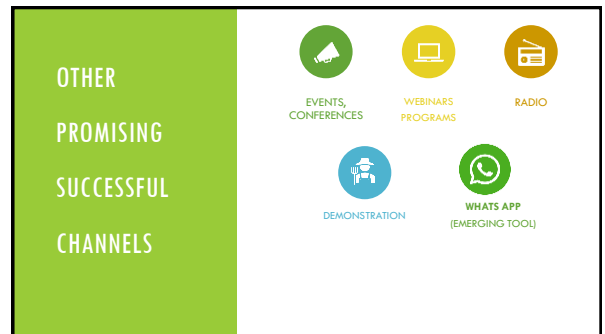 OTHER
PROMISING
SUCCESSFUL
CHANNELS
EVENTS,
CONFERENCES
WEBINARS
PROGRAMS
RADIO
DEMONSTRATION
WHATS APP
(EMERGING TOOL)